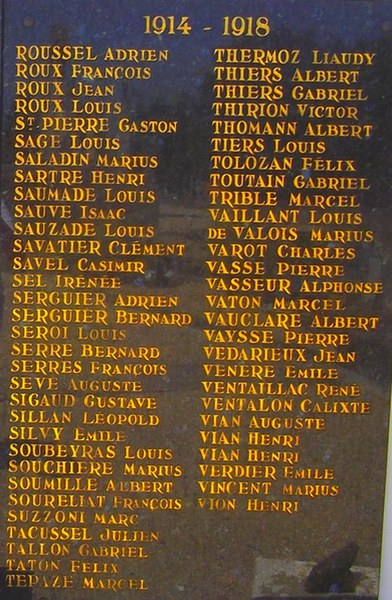 1914 - 1918
ROUSSEL ADRIEN
ROUX FRANÇOIS
ROUX JEAN
ROUX LOUIS
ST-PIERRE GASTON
SAGE LOUIS
SALADIN MARIUS
SARTRE HENRI
SAUMADE LOUIS
SAUVE ISAAC
SAUZADE LOUIS
SAVATIER CLÉMENT
SAVEL CASIMIR
SEL IRÉNÉE
SERGUIER ADRIEN
SERGUIER BERNARD
SEROI LOUIS
SERRE BERNARD
SERRES FRANÇOIS
SEVE AUGUSTE
SIGAUD GUSTAVE
SILLAN LÉOPOLD
SILVY EMILE
SOUBEYRAS LOUIS
SOUCHIERE MARIUS
SOUMILLE ALBERT
SOURELIAT FRANÇOIS
SUZZONI MARC
TACUSSEL JULIEN
TALLON GABRIEL
TATON FELIX
TEPAZE MARCEL
THERMOZ LIAUDY
THIERS ALBERT
THIERS GABRIEL
THIRION VICTOR
THOMANN ALBERT
TIERS LOUIS
TOLOZAN FÉLIX
TOUTAIN GABRIEL
TRIBLE MARCEL
VAILLANT LOUIS
DE VALOIS MARIUS
VAROT CHARLES
VASSE PIERRE
VASSEUR ALPHONSE
VATON MARCEL
VAUCLARE ALBERT
VAYSSE PIERRE
VEDARIEUX JEAN
VENÈRE EMILE
VENTAILLAC RENÉ
VENTALON CALIXTE
VIAN AUGUSTE
VIAN HENRI
VIAN HENRI
VERDIER EMILE
VINCENT MARIUS
VION HENRI